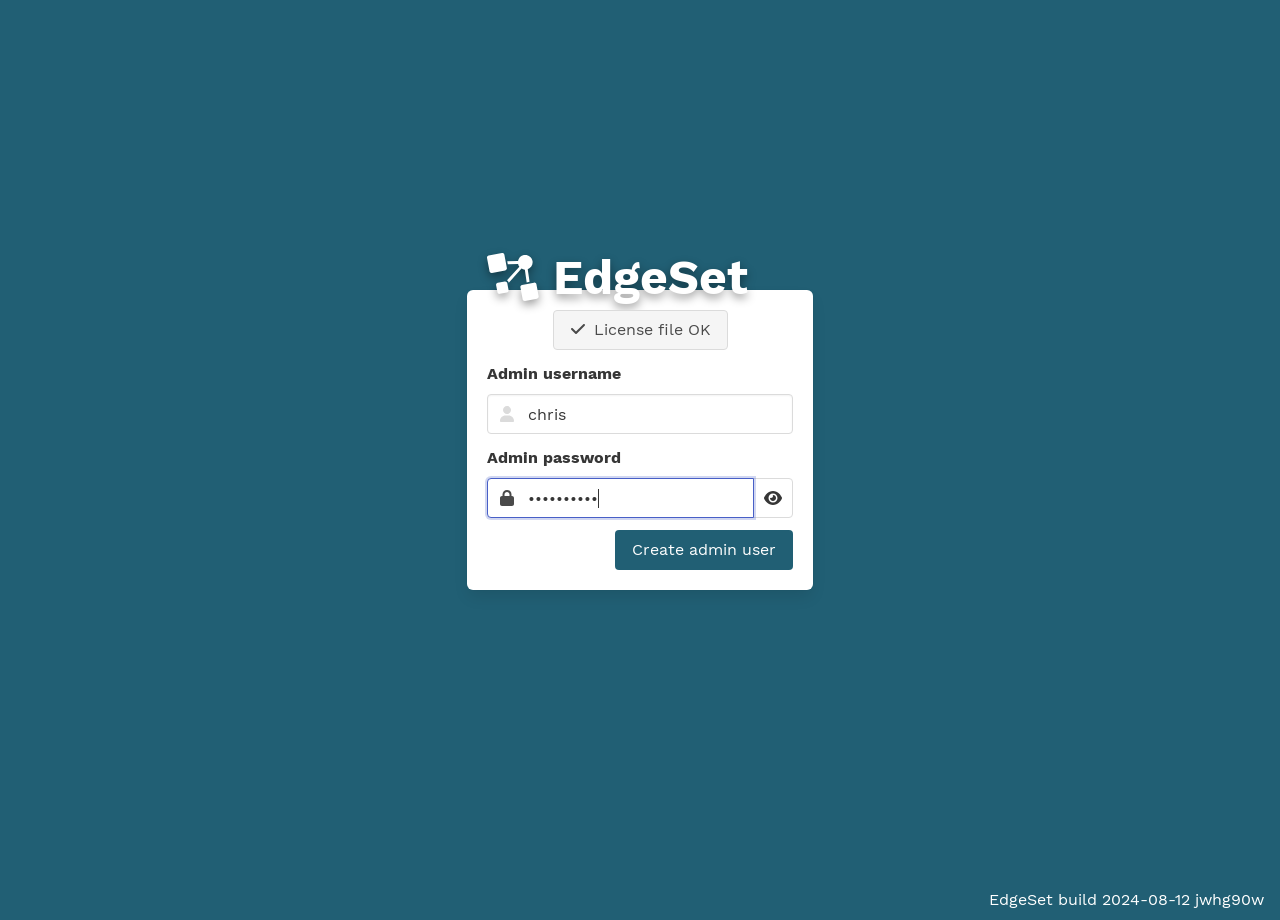 EdgeSet
License file OK
Admin username
chris
Admin password
••••••••••
Create admin user
EdgeSet build 2024-08-12 jwhg90w